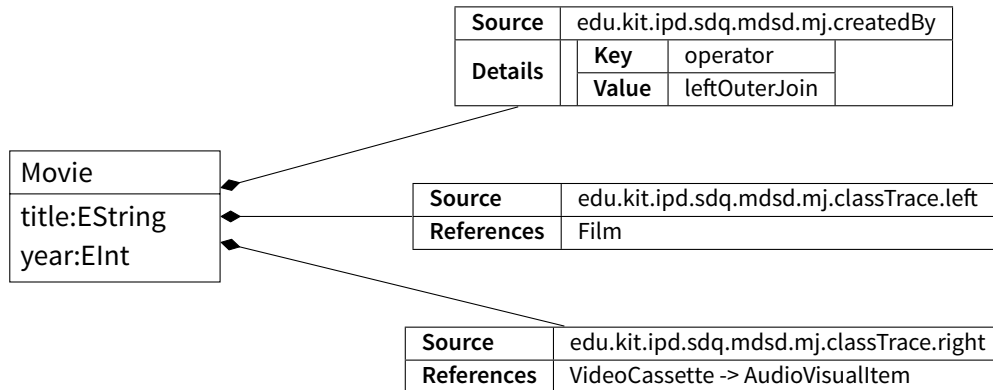 Source edu.kit.ipd.sdq.mdsd.mj.createdBy
Details Key operator
Value leftOuterJoin
Movie
title:EString
year:EInt
Source edu.kit.ipd.sdq.mdsd.mj.classTrace.left
References Film
Source edu.kit.ipd.sdq.mdsd.mj.classTrace.right
References VideoCassette -> AudioVisualItem